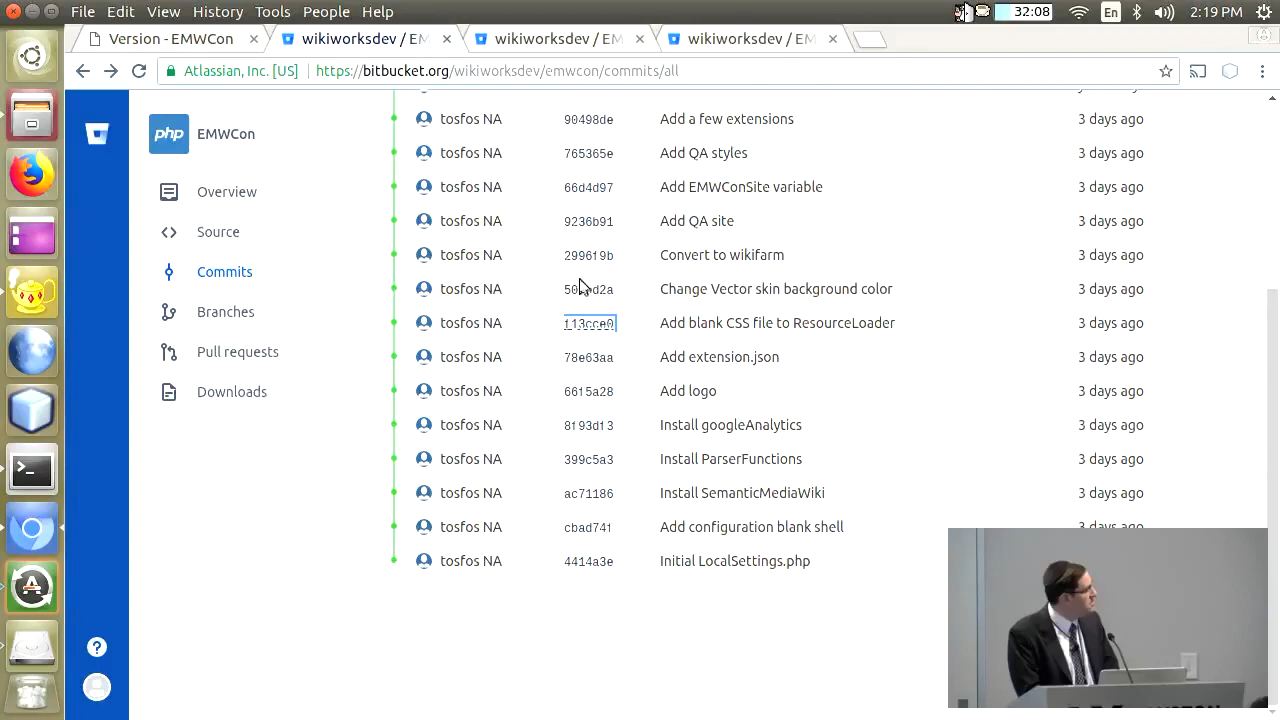 File Edit View History Tools People Help 32:08 En 2:19 PM
Version - EMWCon wikiworksdev / EM wikiworksdev / EM wikiworksdev / EM
Atlassian, Inc. [US] https://bitbucket.org/wikiworksdev/emwcon/commits/all
php EMWCon
Overview
Source
Commits
Branches
Pull requests
Downloads
tosfos NA 90498de Add a few extensions 3 days ago
tosfos NA 765365e Add QA styles 3 days ago
tosfos NA 66d4d97 Add EMWConSite variable 3 days ago
tosfos NA 9236b91 Add QA site 3 days ago
tosfos NA 299619b Convert to wikifarm 3 days ago
tosfos NA Change Vector skin background color 3 days ago
tosfos NA 113cce0 Add blank CSS file to ResourceLoader 3 days ago
tosfos NA 78e63aa Add extension.json 3 days ago
tosfos NA 6615a28 Add logo 3 days ago
tosfos NA 8f93d13 Install googleAnalytics 3 days ago
tosfos NA 399c5a3 Install ParserFunctions 3 days ago
tosfos NA ac71186 Install SemanticMediaWiki 3 days ago
tosfos NA cbad741 Add configuration blank shell 3 days ago
tosfos NA 4414a3e Initial LocalSettings.php